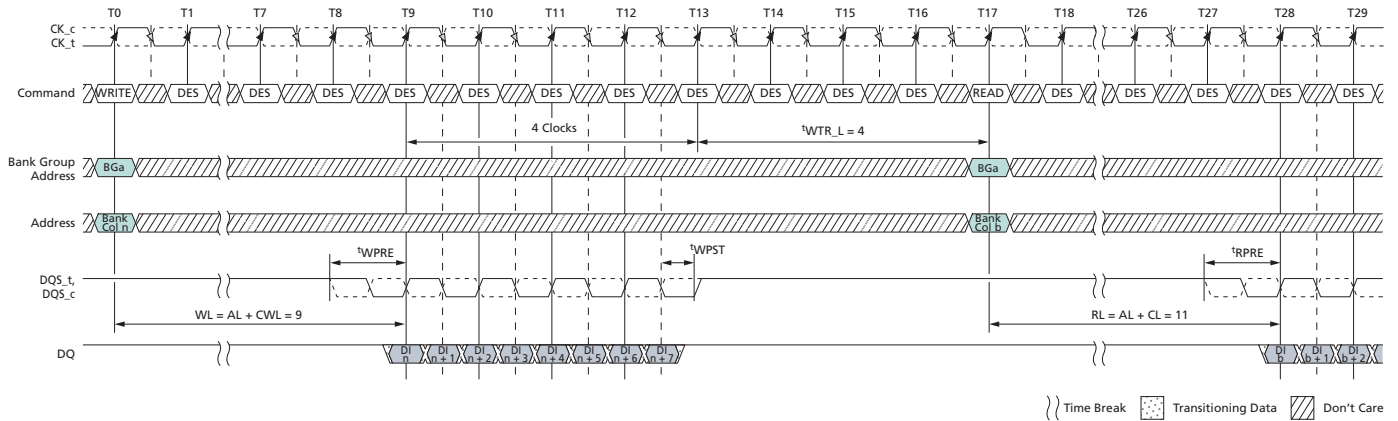 T0 T1 T7 T8 T9 T10 T11 T12 T13 T14 T15 T16 T17 T18 T26 T27 T28 T29
CK_c
CK_t
Command WRITE DES DES DES DES DES DES DES DES DES DES DES READ DES DES DES DES DES
4 Clocks tWTR_L = 4
Bank Group
Address
BGa BGa
Address
Bank
Col n
Bank
Col b
tWPRE tWPST tRPRE
DQS_t,
DQS_c
WL = AL + CWL = 9 RL = AL + CL = 11
DQ
DI
n
DI
n + 1
DI
n + 2
DI
n + 3
DI
n + 4
DI
n + 5
DI
n + 6
DI
n + 7
DI
b
DI
b + 1
DI
b + 2
Time Break Transitioning Data Don't Care